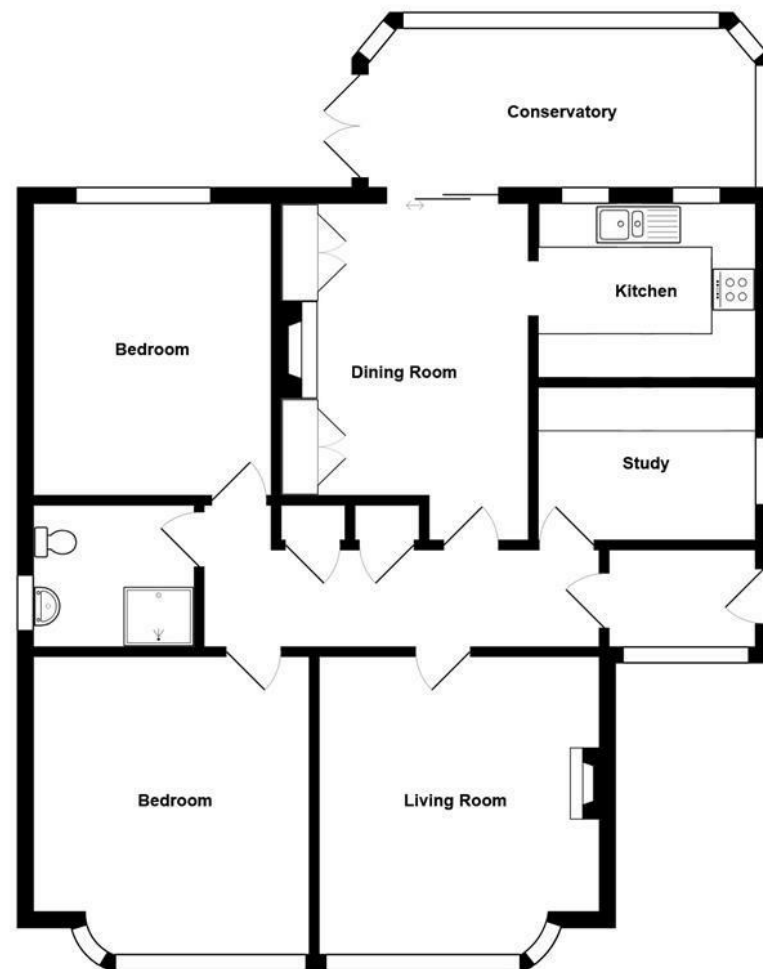 Conservatory
Kitchen
Bedroom
Dining Room
Study
Bedroom
Living Room